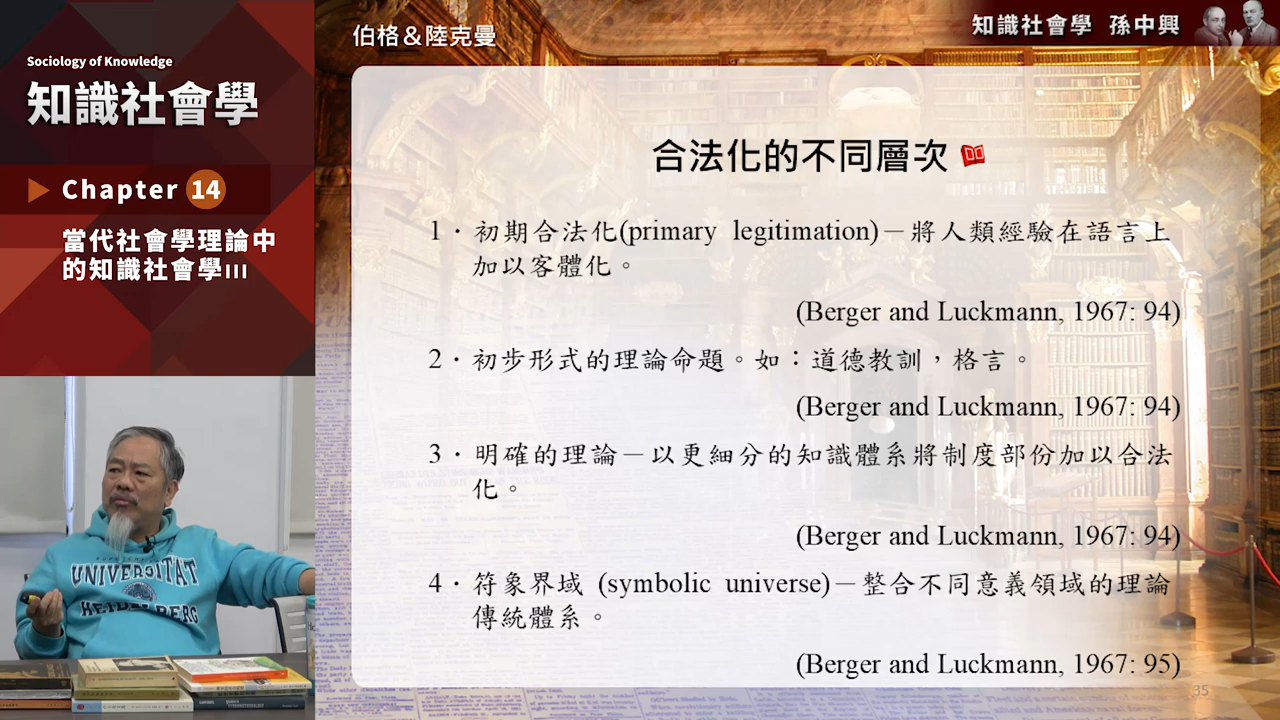 Sociology of Knowledge
知識社會學
Chapter 14
當代社會學理論中
的知識社會學III
伯格＆陸克曼
知識社會學 孫中興
合法化的不同層次
1．初期合法化(primary legitimation)－將人類經驗在語言上
加以客體化。
(Berger and Luckmann, 1967: 94)
2．初步形式的理論命題。如：道德教訓，格言。
(Berger and Luckmann, 1967: 94)
3．明確的理論－以更細分的知識體系將制度部份加以合法
化。
(Berger and Luckmann, 1967: 94)
4．符象界域 (symbolic universe)－整合不同意義領域的理論
傳統體系。
(Berger and Luckmann, 1967: 95)
35
UNIVERSITAT
HEIDELBERG